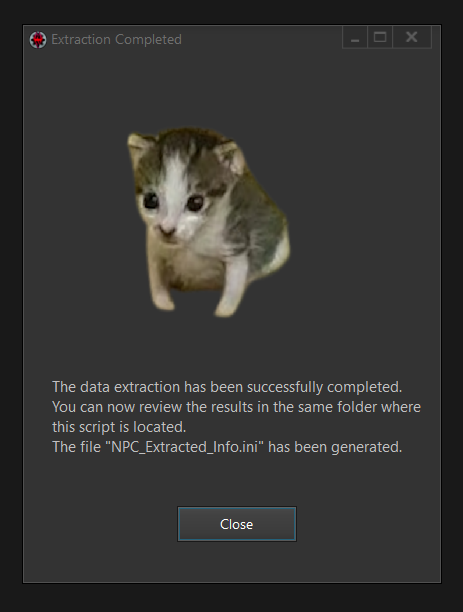 Extraction Completed
The data extraction has been successfully completed.
You can now review the results in the same folder where
this script is located.
The file "NPC_Extracted_Info.ini" has been generated.
Close